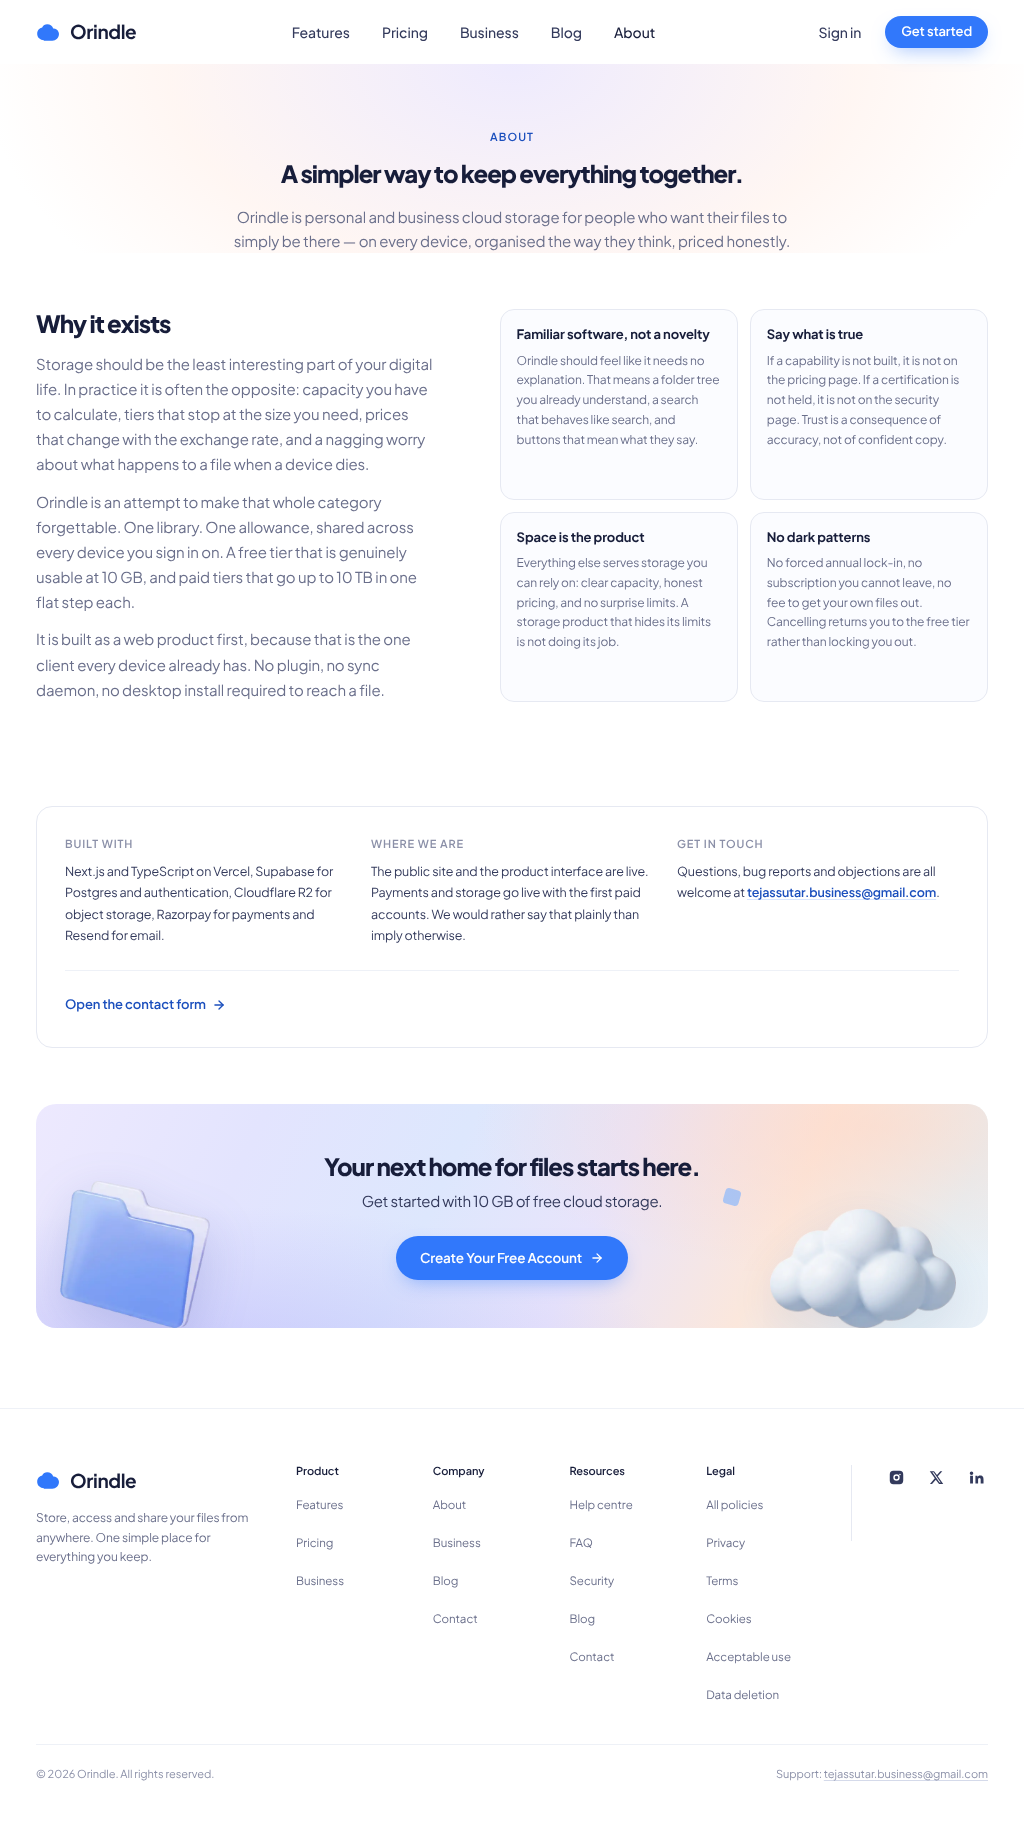 Orindle
Features
Pricing
Business
Blog
About
Sign in
Get started
ABOUT
A simpler way to keep everything together.
Orindle is personal and business cloud storage for people who want their files to
simply be there — on every device, organised the way they think, priced honestly.
Why it exists
Storage should be the least interesting part of your digital
life. In practice it is often the opposite: capacity you have
to calculate, tiers that stop at the size you need, prices
that change with the exchange rate, and a nagging worry
about what happens to a file when a device dies.
Orindle is an attempt to make that whole category
forgettable. One library. One allowance, shared across
every device you sign in on. A free tier that is genuinely
usable at 10 GB, and paid tiers that go up to 10 TB in one
flat step each.
It is built as a web product first, because that is the one
client every device already has. No plugin, no sync
daemon, no desktop install required to reach a file.
Familiar software, not a novelty
Orindle should feel like it needs no
explanation. That means a folder tree
you already understand, a search
that behaves like search, and
buttons that mean what they say.
Say what is true
If a capability is not built, it is not on
the pricing page. If a certification is
not held, it is not on the security
page. Trust is a consequence of
accuracy, not of confident copy.
Space is the product
Everything else serves storage you
can rely on: clear capacity, honest
pricing, and no surprise limits. A
storage product that hides its limits
is not doing its job.
No dark patterns
No forced annual lock-in, no
subscription you cannot leave, no
fee to get your own files out.
Cancelling returns you to the free tier
rather than locking you out.
BUILT WITH
Next.js and TypeScript on Vercel, Supabase for
Postgres and authentication, Cloudflare R2 for
object storage, Razorpay for payments and
Resend for email.
WHERE WE ARE
The public site and the product interface are live.
Payments and storage go live with the first paid
accounts. We would rather say that plainly than
imply otherwise.
GET IN TOUCH
Questions, bug reports and objections are all
welcome at tejassutar.business@gmail.com.
Open the contact form →
Your next home for files starts here.
Get started with 10 GB of free cloud storage.
Create Your Free Account →
Orindle
Store, access and share your files from
anywhere. One simple place for
everything you keep.
Product
Features
Pricing
Business
Company
About
Business
Blog
Contact
Resources
Help centre
FAQ
Security
Blog
Contact
Legal
All policies
Privacy
Terms
Cookies
Acceptable use
Data deletion
© 2026 Orindle. All rights reserved.
Support: tejassutar.business@gmail.com